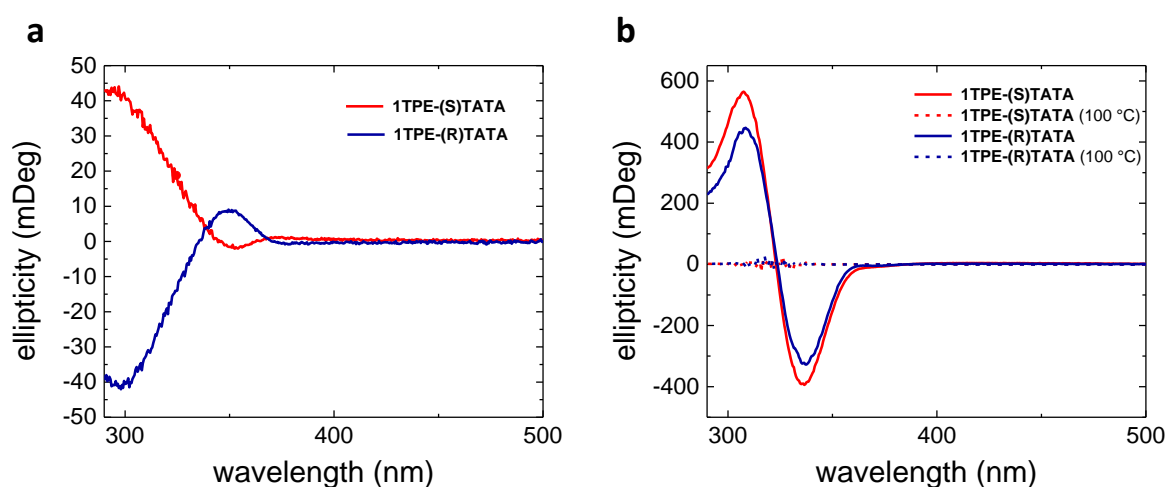 a
50
40
30
20
10
0
-10
-20
-30
-40
-50
ellipticity (mDeg)
1TPE-(S)TATA
1TPE-(R)TATA
300
400
500
wavelength (nm)
b
600
400
200
0
-200
-400
ellipticity (mDeg)
1TPE-(S)TATA
1TPE-(S)TATA (100 °C)
1TPE-(R)TATA
1TPE-(R)TATA (100 °C)
300
400
500
wavelength (nm)